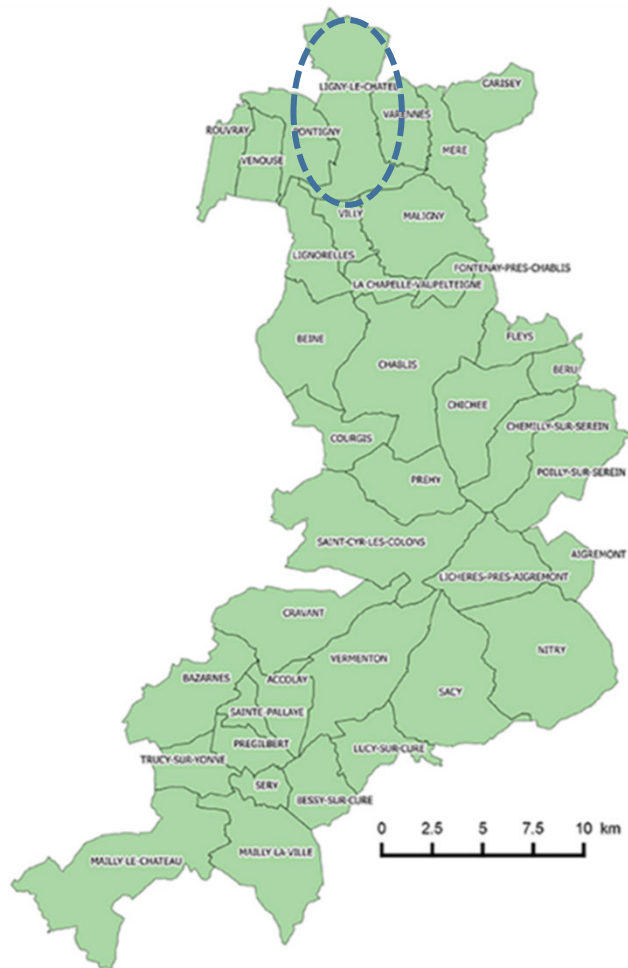 LIGNY-LE-CHATEL
CARISEY
VARENNES
ROUVRAY
PONTIGNY
VENOUSE
MERE
VILLY
MALIGNY
LIGNORELLES
FONTENAY-PRES-CHABLIS
LA CHAPELLE-VAUPELTEIGNE
BEINE
FLEYS
CHABLIS
BERU
CHICHEE
CHEMILLY-SUR-SEREIN
COURGIS
POILLY-SUR-SEREIN
PREHY
SAINT-CYR-LES-COLONS
AIGREMONT
LICHERES-PRES-AIGREMONT
CRAVANT
NITRY
VERMENTON
BAZARNES
ACCOLAY
SACY
SAINTE-PALLAYE
PREGILBERT
LUCY-SUR-CURE
TRUCY-SUR-YONNE
SERY
BESSY-SUR-CURE
0 2.5 5 7.5 10 km
MAILLY-LE-CHATEAU
MAILLY-LA-VILLE